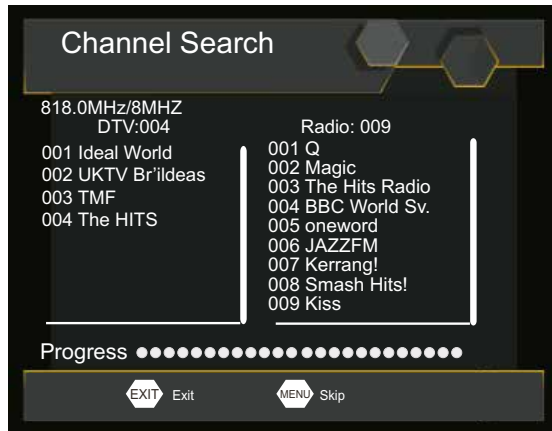 Channel Search
818.0MHz/8MHZ
DTV:004
001 Ideal World
002 UKTV Br'ildeas
003 TMF
004 The HITS
Radio: 009
001 Q
002 Magic
003 The Hits Radio
004 BBC World Sv.
005 oneword
006 JAZZFM
007 Kerrang!
008 Smash Hits!
009 Kiss
Progress
EXIT Exit
MENU Skip